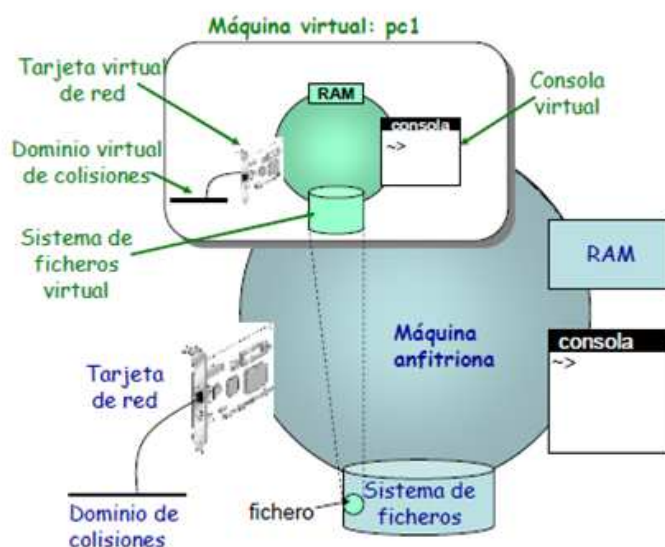 Máquina virtual: pc1
Tarjeta virtual
de red
RAM
Consola
virtual
consola
~>
Dominio virtual
de colisiones
Sistema de
ficheros
virtual
RAM
Máquina
anfitriona
consola
~>
Tarjeta
de red
fichero
Sistema de
ficheros
Dominio de
colisiones